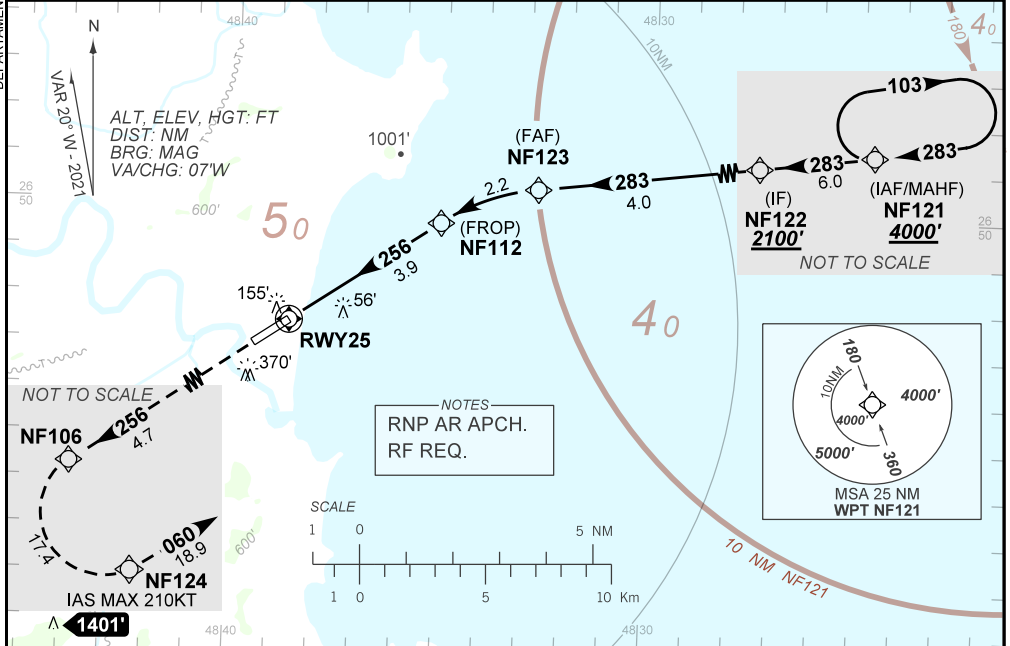 48 40
48 30
180
4 0
N
VAR 20° W - 2021
ALT, ELEV, HGT: FT
DIST: NM
BRG: MAG
VA/CHG: 07'W
10NM
1001'
(FAF)
NF123
103
283
283
6.0
283
4.0
2.2
(IAF/MAHF)
NF121
4000'
(IF)
NF122
2100'
NOT TO SCALE
26
50
26
50
600'
5 0
(FROP)
NF112
256
3.9
155'
56'
RWY25
370'
4 0
NOT TO SCALE
NF106
256
4.7
NOTES
RNP AR APCH.
RF REQ.
180
10NM
4000'
4000'
5000'
360
MSA 25 NM
WPT NF121
SCALE
1 0 5 NM
1 0 5 10 Km
17.4
060
18.9
NF124
IAS MAX 210KT
600'
10 NM NF121
1401'
48 40
48 30